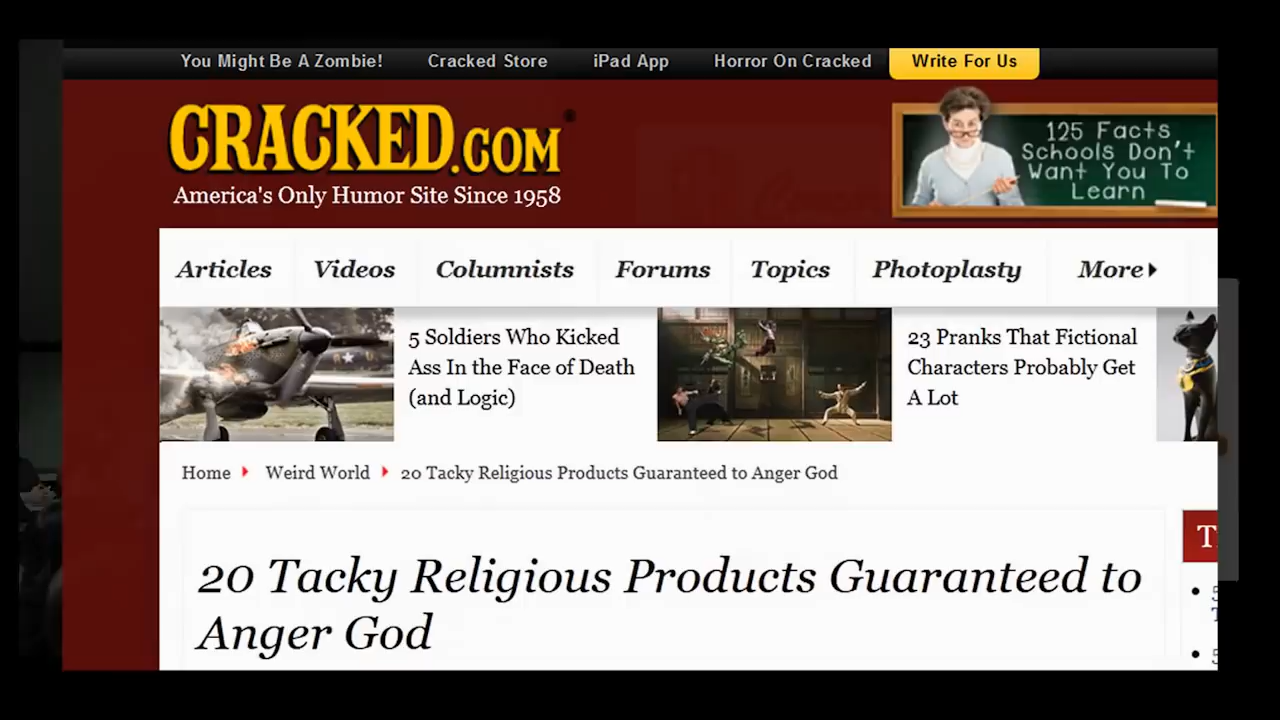 You Might Be A Zombie! Cracked Store iPad App Horror On Cracked Write For Us
CRACKED.COM
America's Only Humor Site Since 1958
125 Facts
Schools Don't
Want You To
Learn
Articles Videos Columnists Forums Topics Photoplasty More
5 Soldiers Who Kicked
Ass In the Face of Death
(and Logic)
23 Pranks That Fictional
Characters Probably Get
A Lot
Home Weird World 20 Tacky Religious Products Guaranteed to Anger God
20 Tacky Religious Products Guaranteed to
Anger God
T